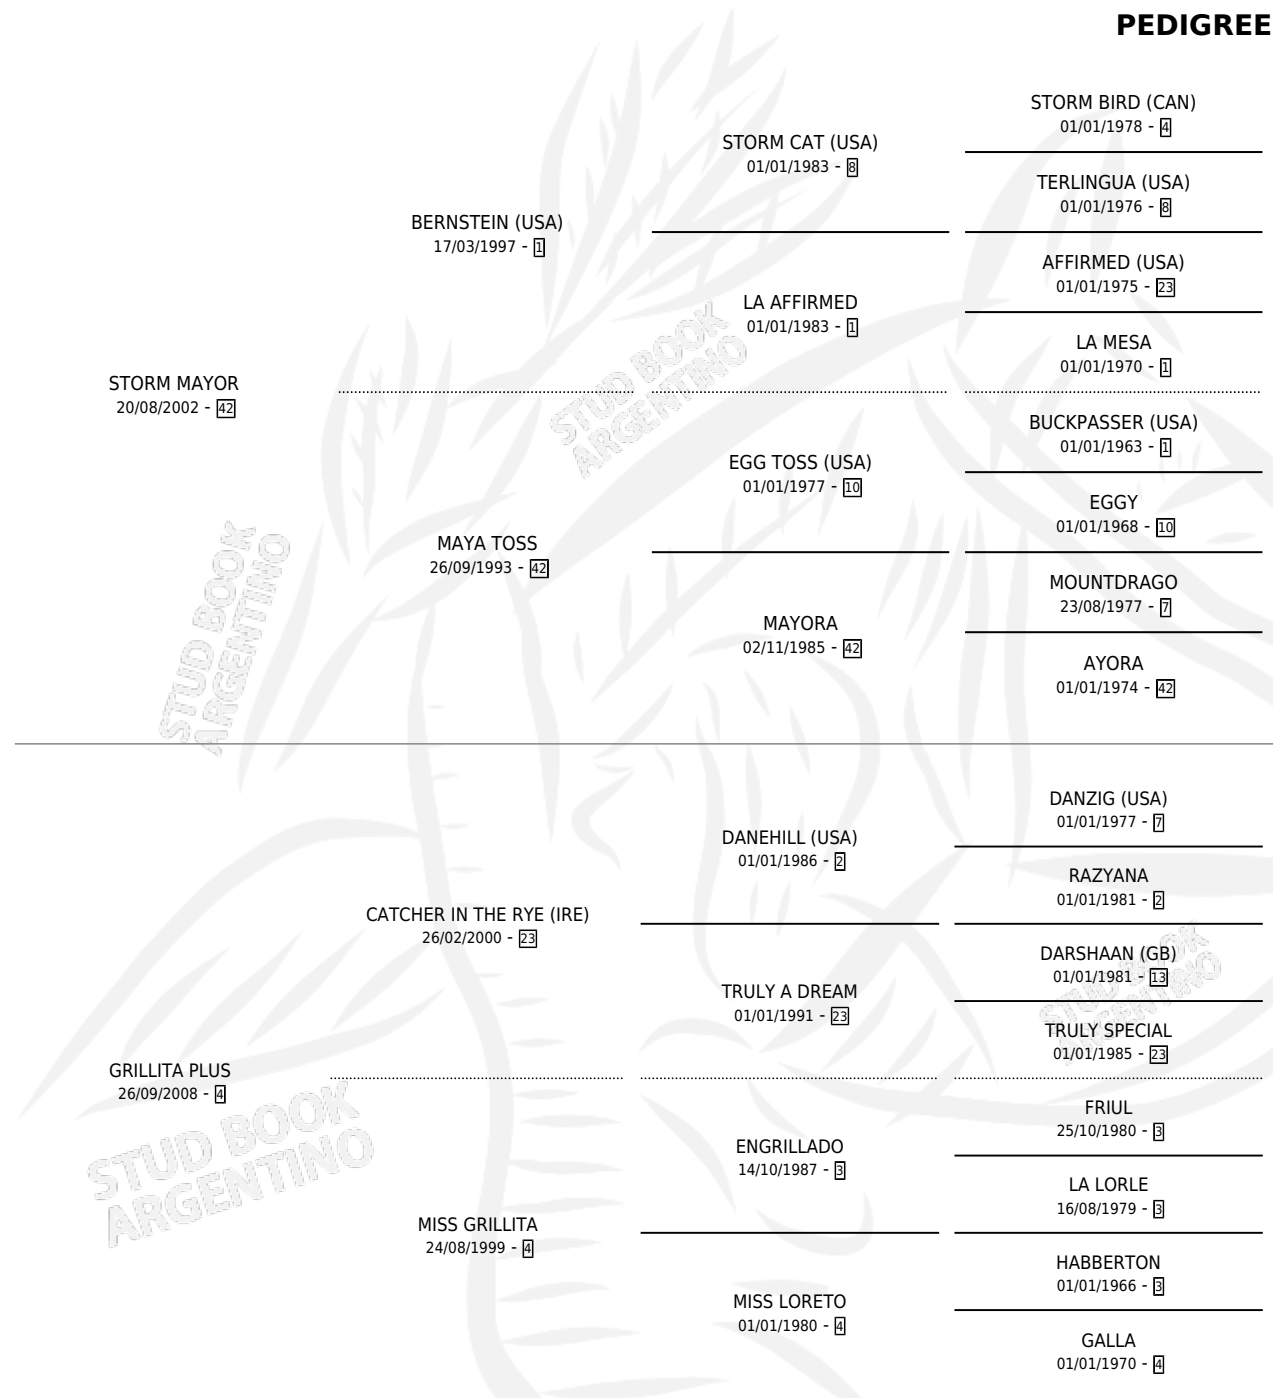 PEDIGREE
STORM BIRD (CAN)
01/01/1978 - 4
STORM CAT (USA)
01/01/1983 - 8
TERLINGUA (USA)
01/01/1976 - 8
BERNSTEIN (USA)
17/03/1997 - 1
AFFIRMED (USA)
01/01/1975 - 23
LA AFFIRMED
01/01/1983 - 1
LA MESA
01/01/1970 - 1
STORM MAYOR
20/08/2002 - 42
BUCKPASSER (USA)
01/01/1963 - 1
EGG TOSS (USA)
01/01/1977 - 10
EGGY
01/01/1968 - 10
MAYA TOSS
26/09/1993 - 42
MOUNTDRAGO
23/08/1977 - 7
MAYORA
02/11/1985 - 42
AYORA
01/01/1974 - 42
DANZIG (USA)
01/01/1977 - 7
DANEHILL (USA)
01/01/1986 - 2
RAZYANA
01/01/1981 - 2
CATCHER IN THE RYE (IRE)
26/02/2000 - 23
DARSHAAN (GB)
01/01/1981 - 13
TRULY A DREAM
01/01/1991 - 23
TRULY SPECIAL
01/01/1985 - 23
GRILLITA PLUS
26/09/2008 - 4
FRIUL
25/10/1980 - 3
ENGRILLADO
14/10/1987 - 3
LA LORLE
16/08/1979 - 3
MISS GRILLITA
24/08/1999 - 4
HABBERTON
01/01/1966 - 3
MISS LORETO
01/01/1980 - 4
GALLA
01/01/1970 - 4
STUD BOOK
ARGENTINO
STUD BOOK
ARGENTINO
STUD BOOK
ARGENTINO
STUD BOOK
ARGENTINO